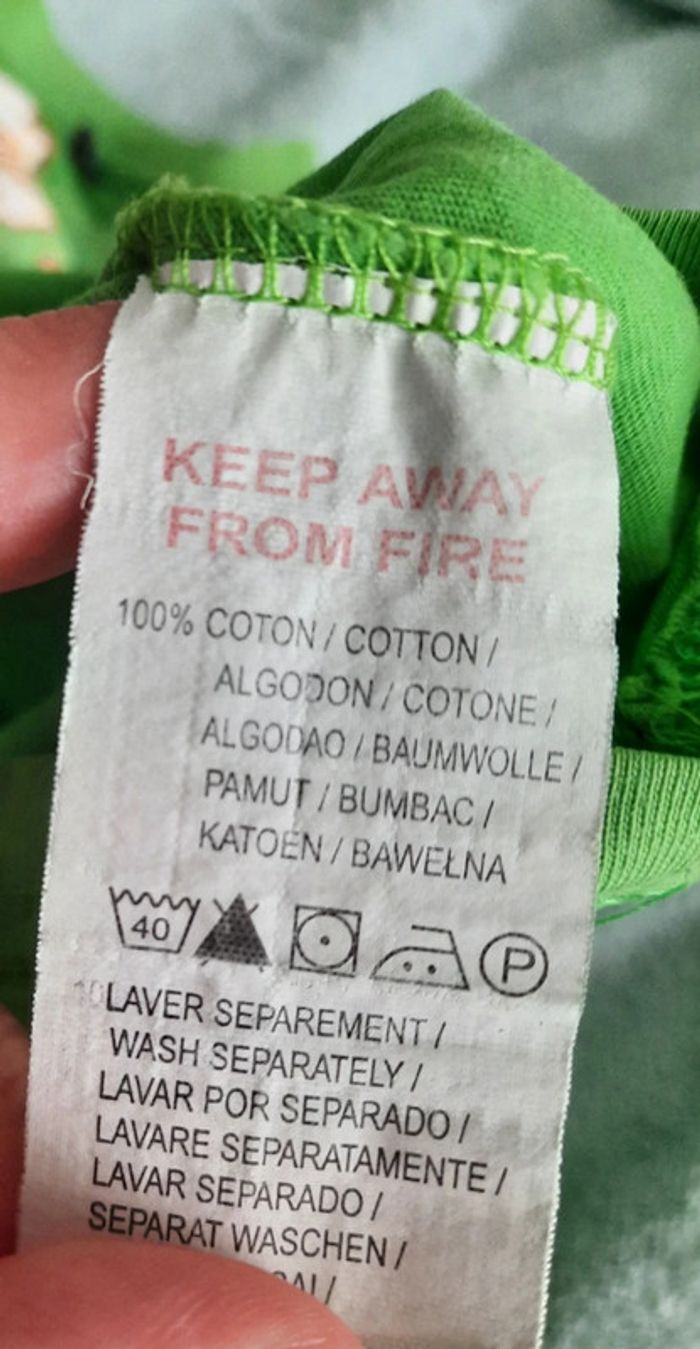 KEEP AWAY
FROM FIRE
100% COTON / COTTON /
ALGODON / COTONE /
ALGODAO / BAUMWOLLE /
PAMUT / BUMBAC /
KATOEN / BAWEŁNA
40
P
LAVER SEPAREMENT /
WASH SEPARATELY /
LAVAR POR SEPARADO /
LAVARE SEPARATAMENTE /
LAVAR SEPARADO /
SEPARAT WASCHEN /